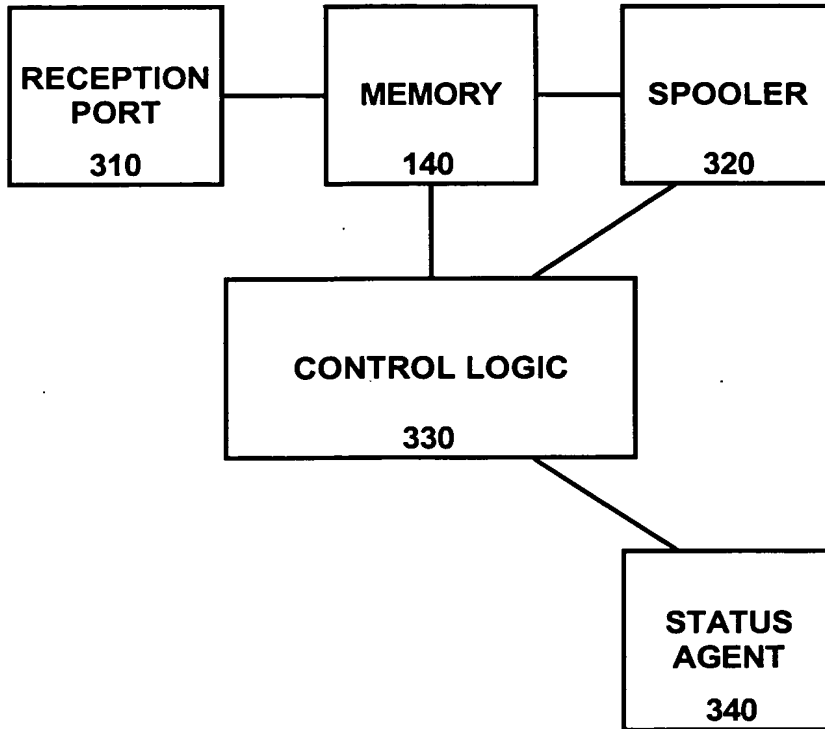 RECEPTION
PORT
310
MEMORY
140
SPOOLER
320
CONTROL LOGIC
330
STATUS
AGENT
340